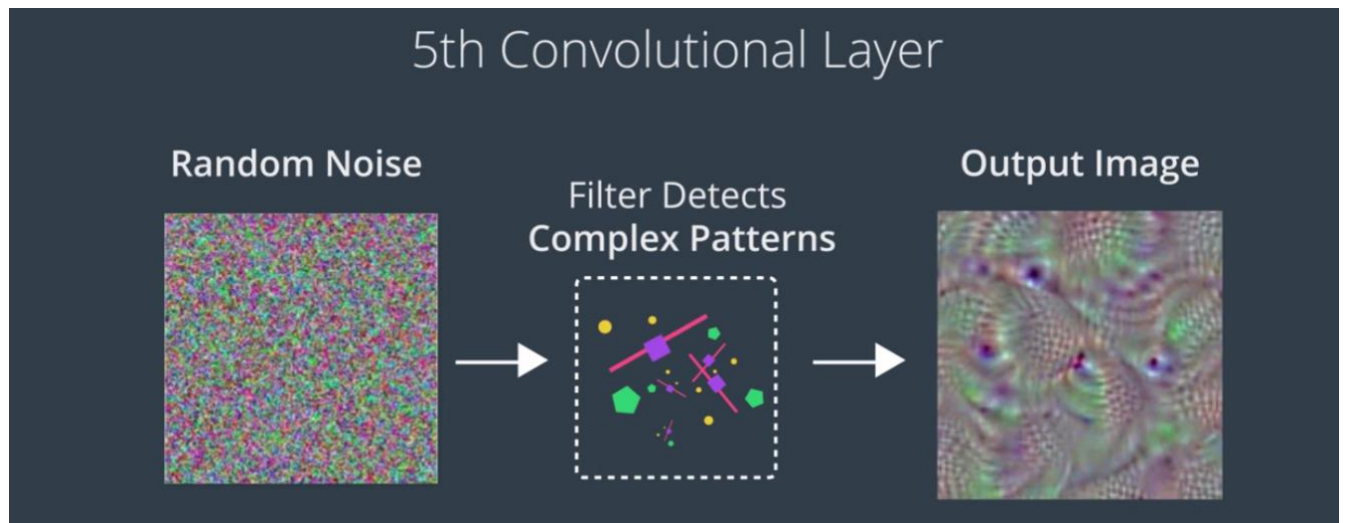 5th Convolutional Layer
Random Noise
Filter Detects
Complex Patterns
Output Image